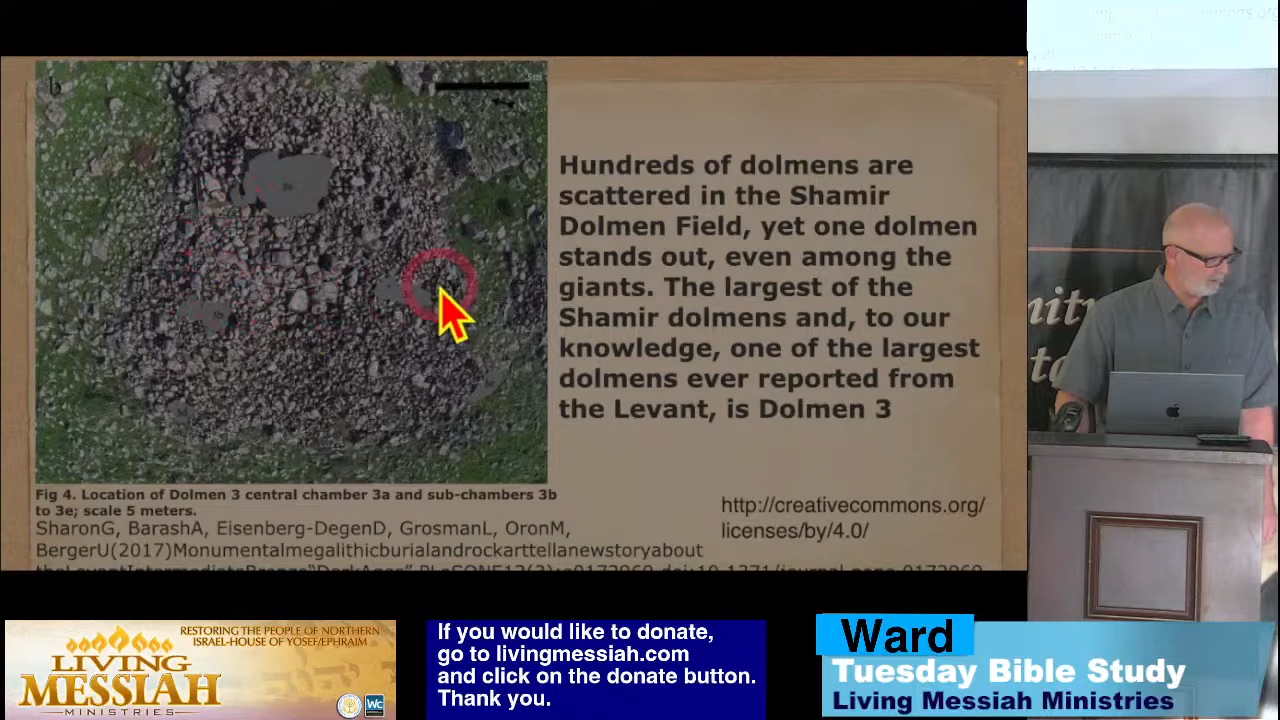 b
5m
Hundreds of dolmens are
scattered in the Shamir
Dolmen Field, yet one dolmen
stands out, even among the
giants. The largest of the
Shamir dolmens and, to our
knowledge, one of the largest
dolmens ever reported from
the Levant, is Dolmen 3
Fig 4. Location of Dolmen 3 central chamber 3a and sub-chambers 3b
to 3e; scale 5 meters.
SharonG, BarashA, Eisenberg-DegenD, GrosmanL, OronM,
BergerU(2017)Monumentalmegalithicburialandrockarttellanewstoryabout
http://creativecommons.org/
licenses/by/4.0/
RESTORING THE PEOPLE OF NORTHERN
ISRAEL-HOUSE OF YOSEF/EPHRAIM
LIVING
MESSIAH
MINISTRIES
Wc
If you would like to donate,
go to livingmessiah.com
and click on the donate button.
Thank you.
Ward
Tuesday Bible Study
Living Messiah Ministries